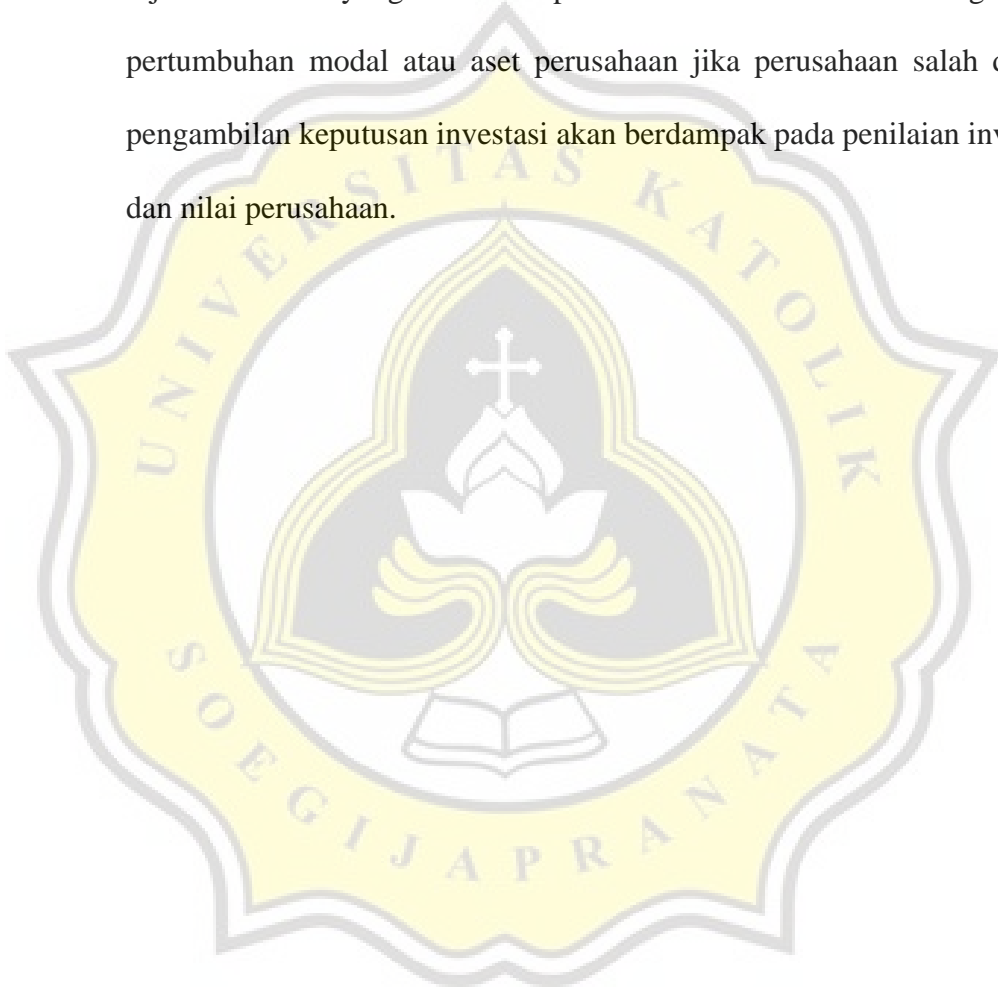 pertumbuhan modal atau aset perusahaan jika perusahaan salah
pengambilan keputusan investasi akan berdampak pada penilaian
dan nilai perusahaan.
UNIVERSITAS KATOLIK
SOEGIJAPRANATA